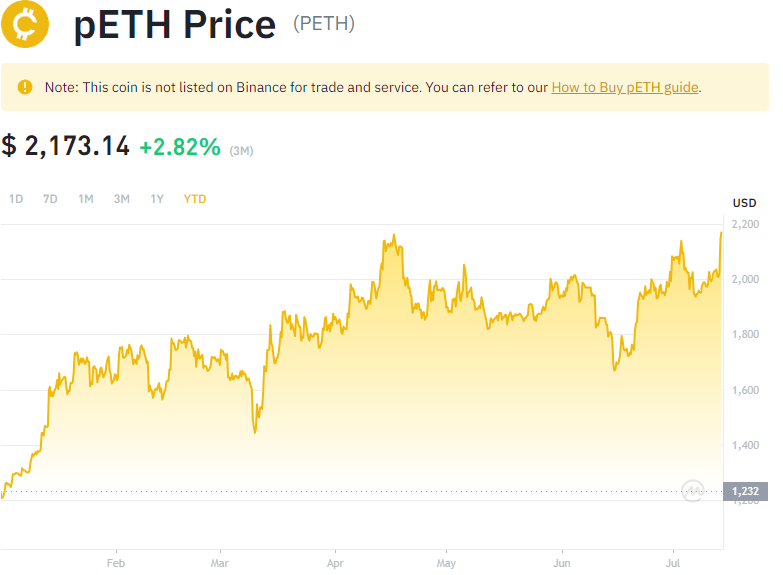 pETH Price (PETH)
Note: This coin is not listed on Binance for trade and service. You can refer to our How to Buy pETH guide.
$ 2,173.14 +2.82% (3M)
1D 7D 1M 3M 1Y YTD
USD
2,200
2,000
1,800
1,600
1,400
1,232
1,200
Feb Mar Apr May Jun Jul